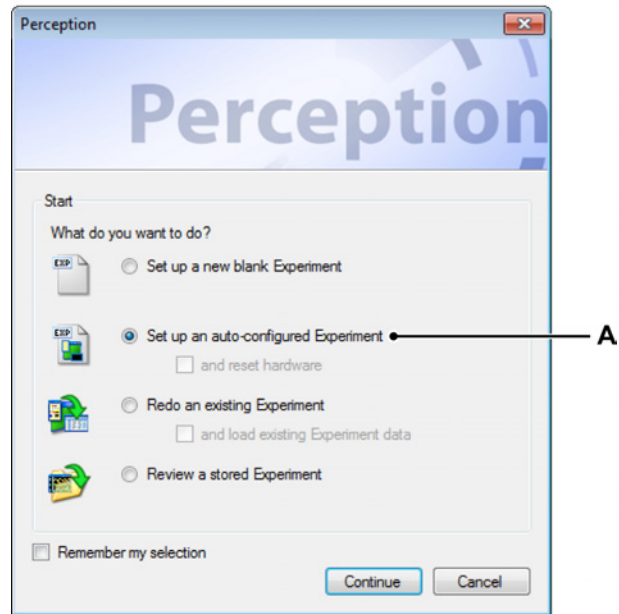 Perception
Perception
Start
What do you want to do?
EXP
Set up a new blank Experiment
EXP
Set up an auto-configured Experiment
A
and reset hardware
Redo an existing Experiment
and load existing Experiment data
Review a stored Experiment
Remember my selection
Continue
Cancel